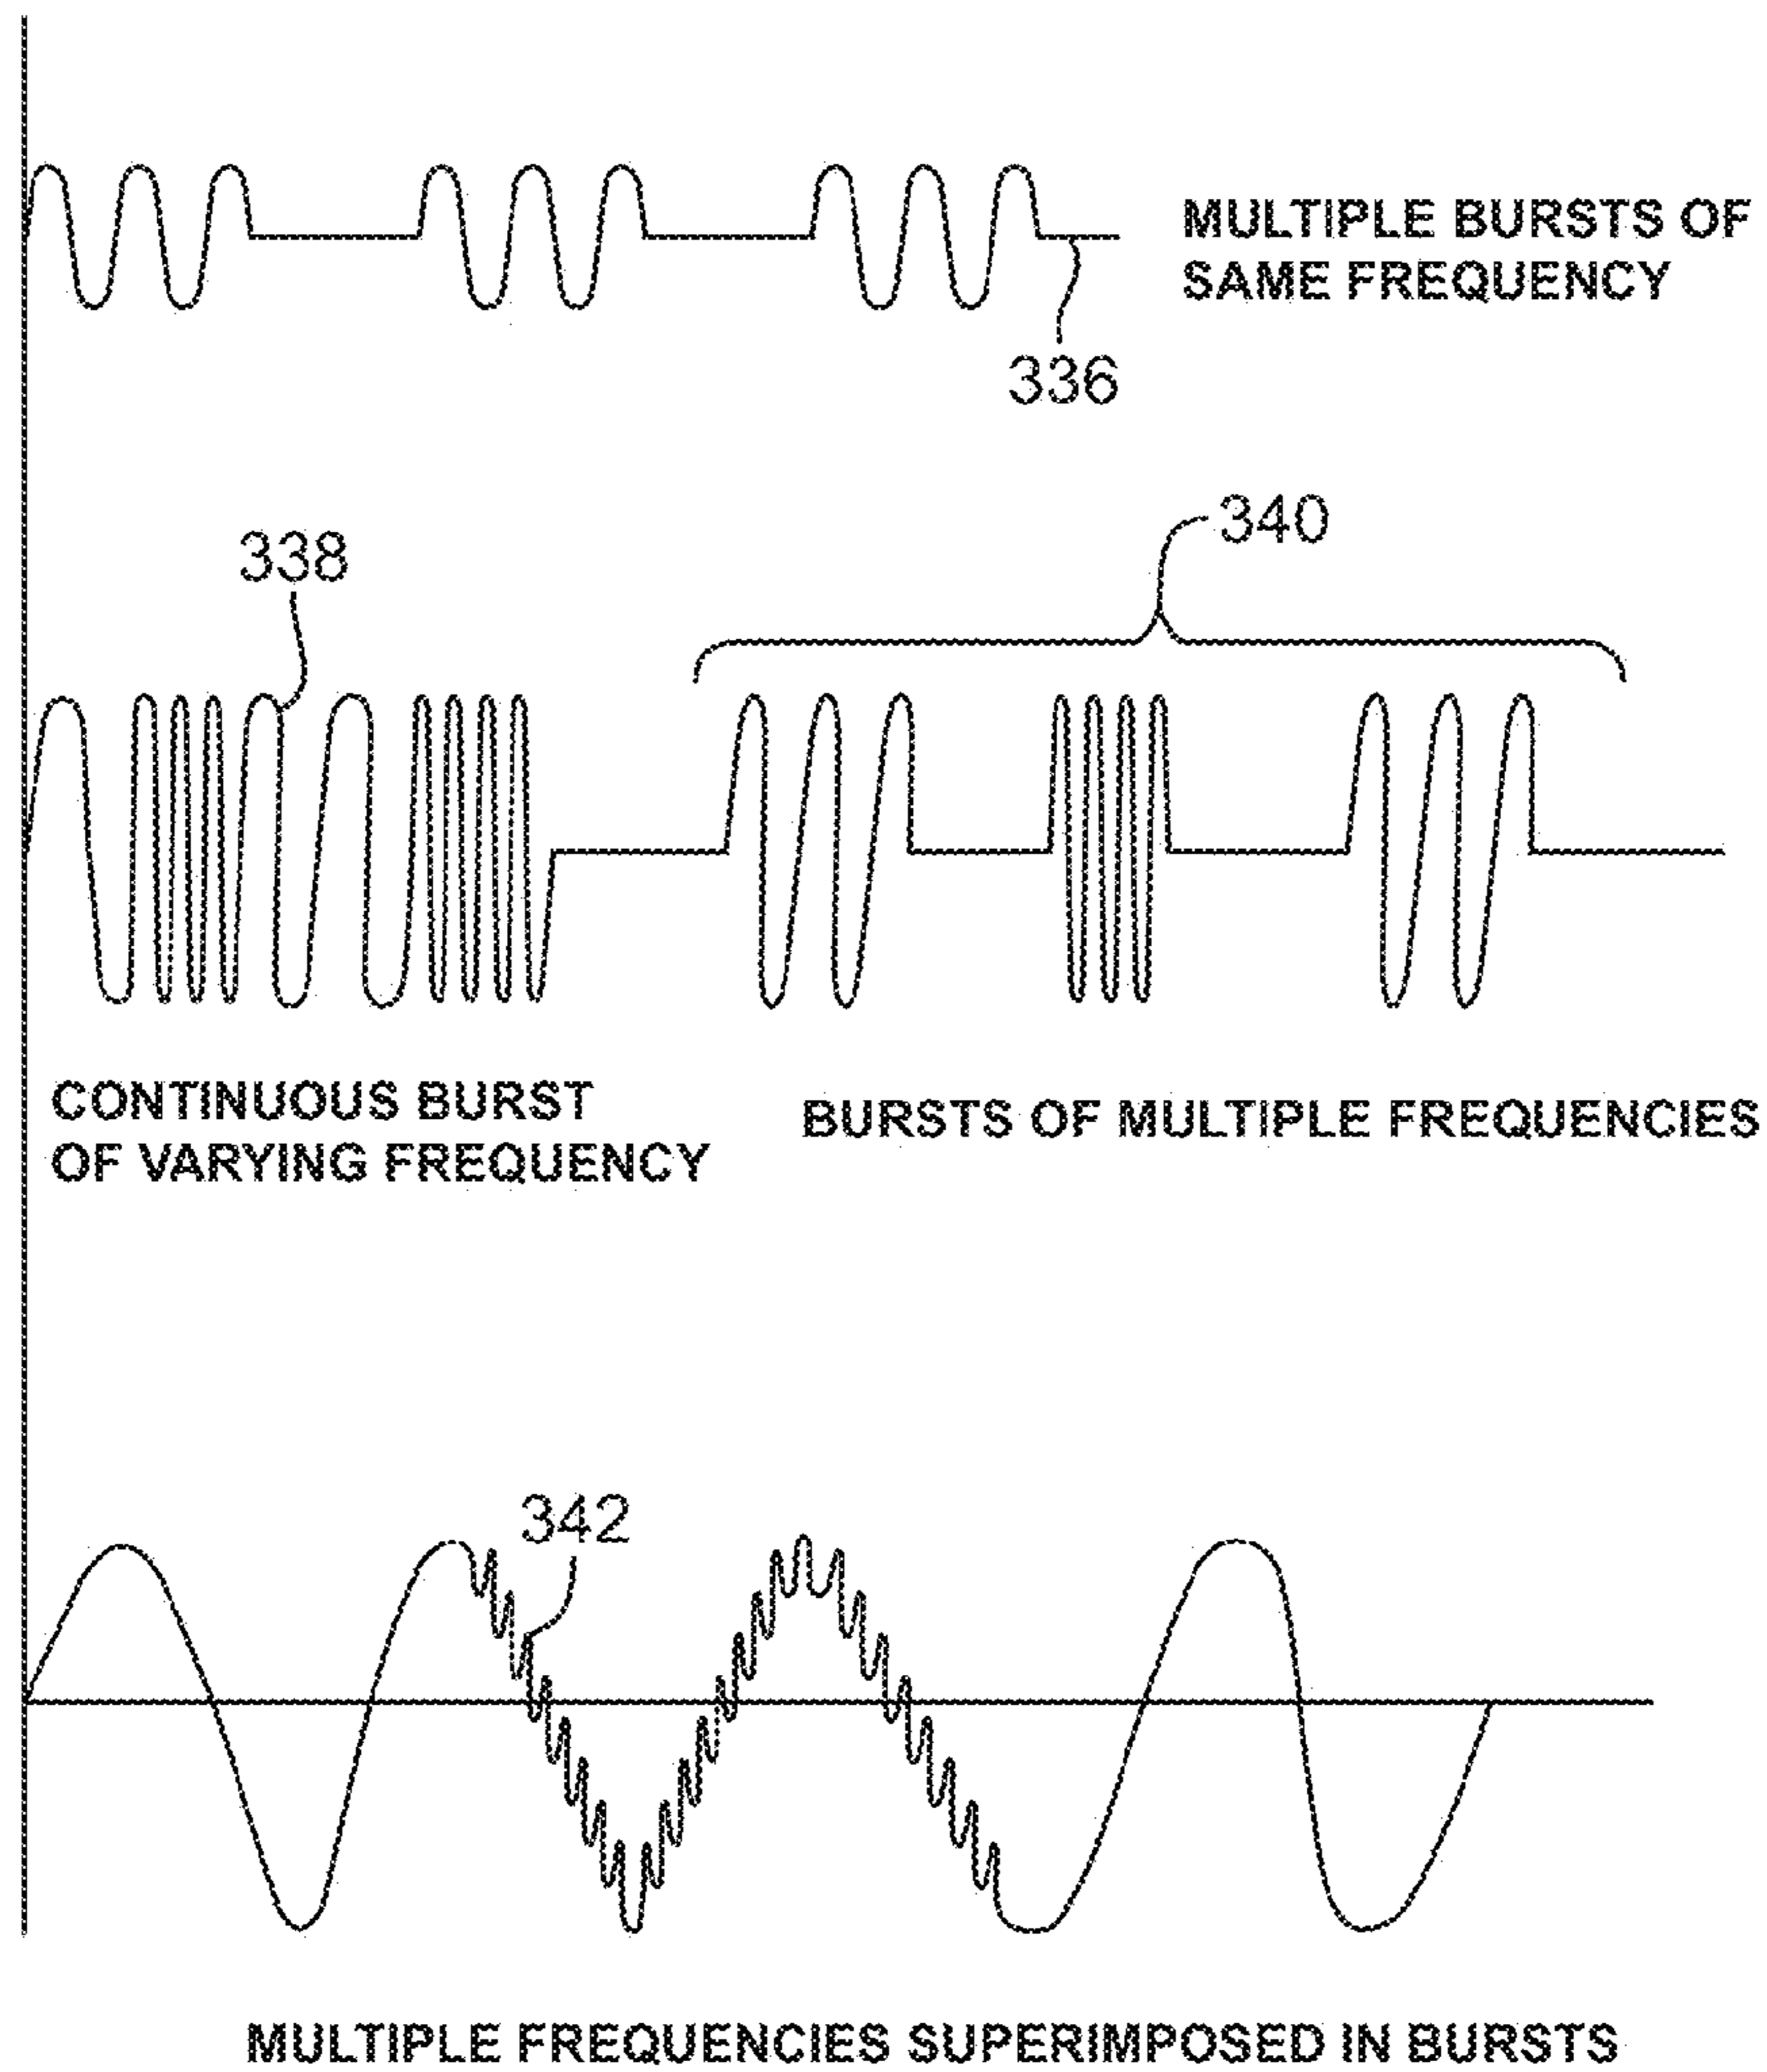 MULTIPLE BURSTS OF
SAME FREQUENCY
336
338
340
CONTINUOUS BURST
OF VARYING FREQUENCY
BURSTS OF MULTIPLE FREQUENCIES
342
MULTIPLE FREQUENCIES SUPERIMPOSED IN BURSTS